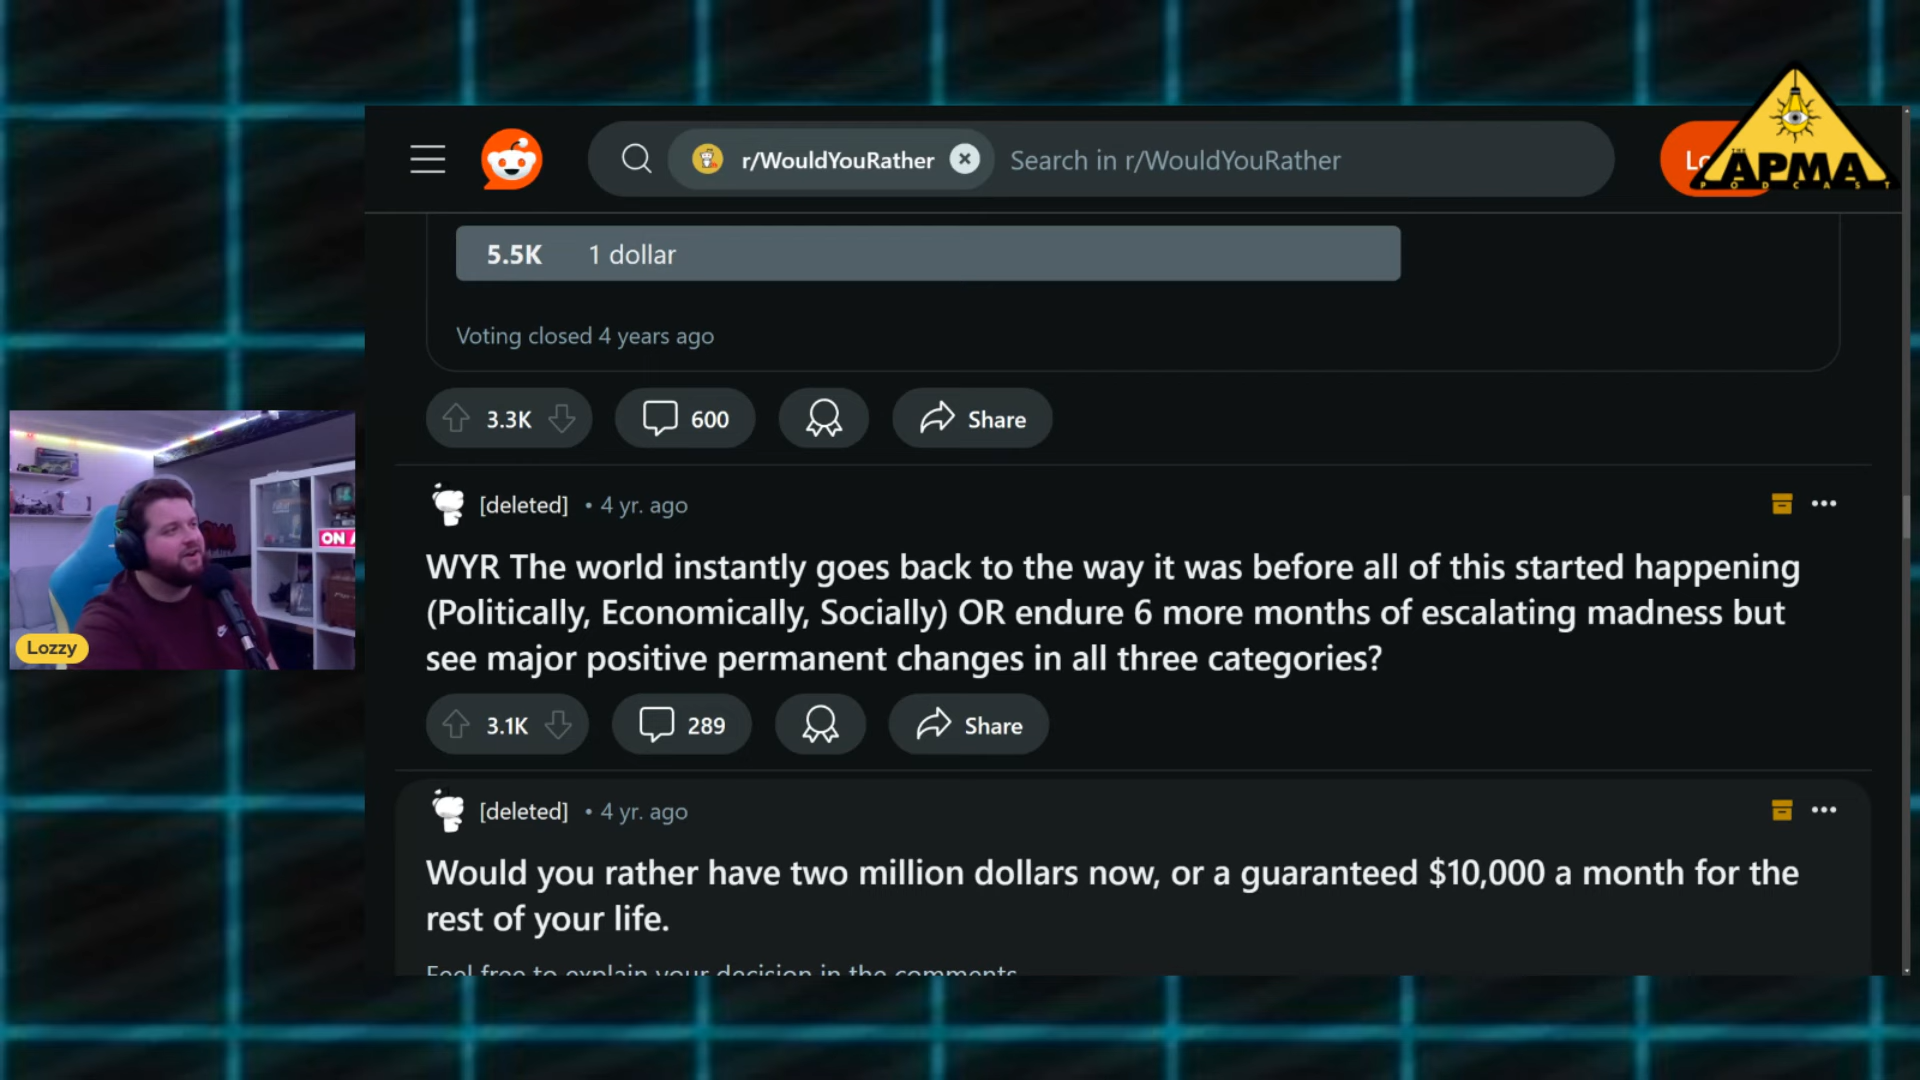 r/WouldYouRather
Search in r/WouldYouRather
Lo
THE
APMA
PODCAST
5.5K 1 dollar
Voting closed 4 years ago
3.3K 600 Share
[deleted] • 4 yr. ago
WYR The world instantly goes back to the way it was before all of this started happening
(Politically, Economically, Socially) OR endure 6 more months of escalating madness but
see major positive permanent changes in all three categories?
ON A
Lozzy
3.1K 289 Share
[deleted] • 4 yr. ago
Would you rather have two million dollars now, or a guaranteed $10,000 a month for the
rest of your life.
Feel free to explain your decision in the comments